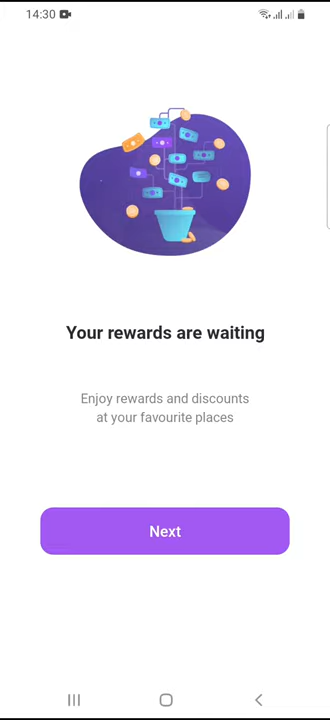 14:30
Your rewards are waiting
Enjoy rewards and discounts
at your favourite places
Next